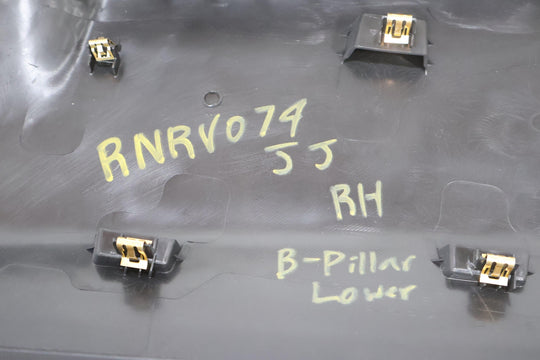 RNRV074
JJ
RH
B-Pillar
Lower